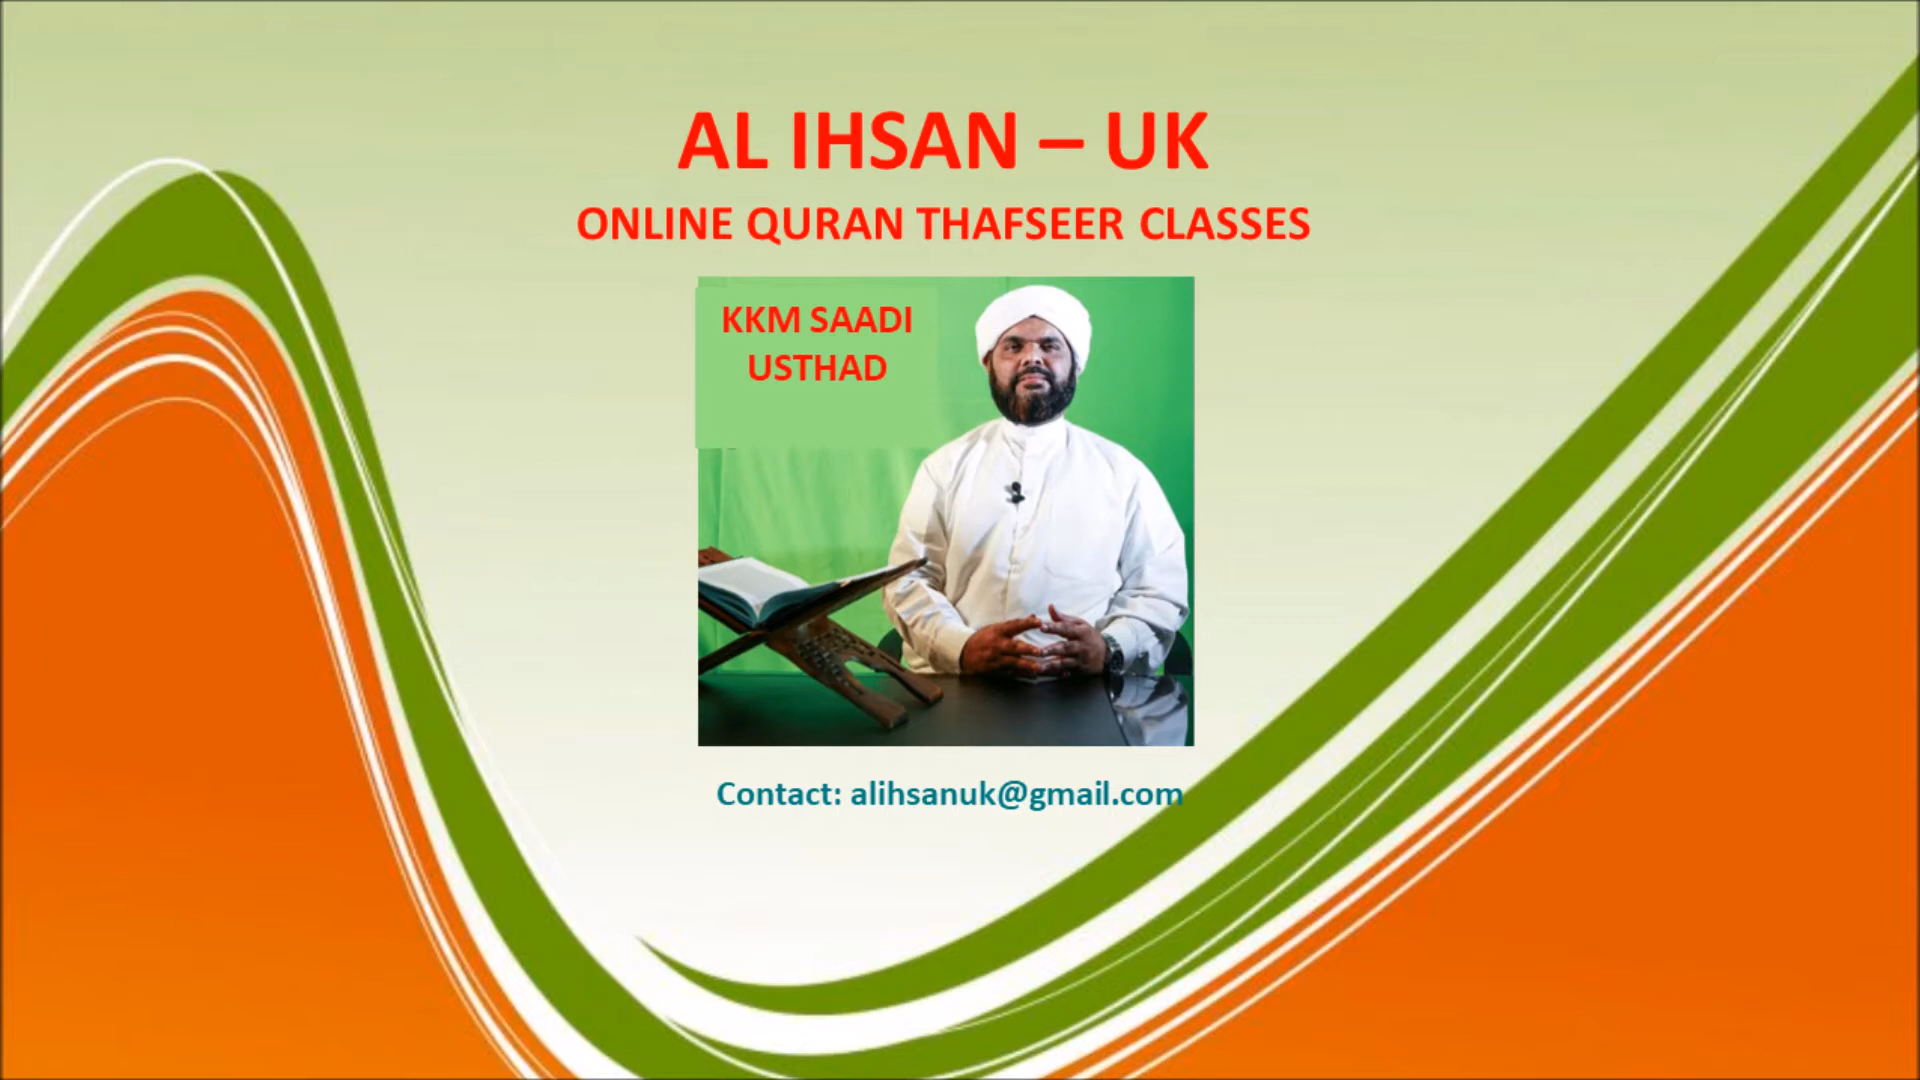 AL IHSAN – UK
ONLINE QURAN THAFSEER CLASSES
KKM SAADI
USTHAD
Contact: alihsanuk@gmail.com